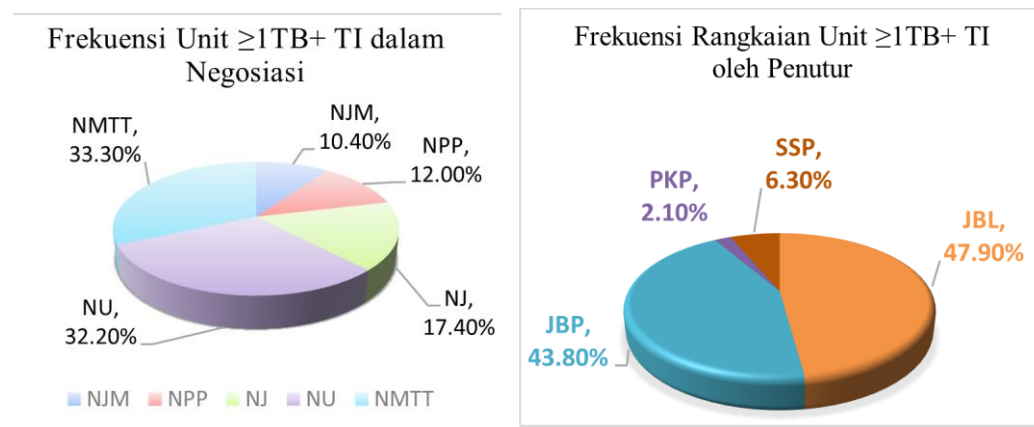 Frekuensi Unit ≥1TB+ TI dalam
Negosiasi
NMTT,
33.30%
NJM,
10.40%
NPP,
12.00%
NU,
32.20%
NJ,
17.40%
NJM NPP NJ NU NMTT
Frekuensi Rangkaian Unit ≥1TB+ TI
oleh Penutur
SSP,
6.30%
PKP,
2.10%
JBL,
47.90%
JBP,
43.80%